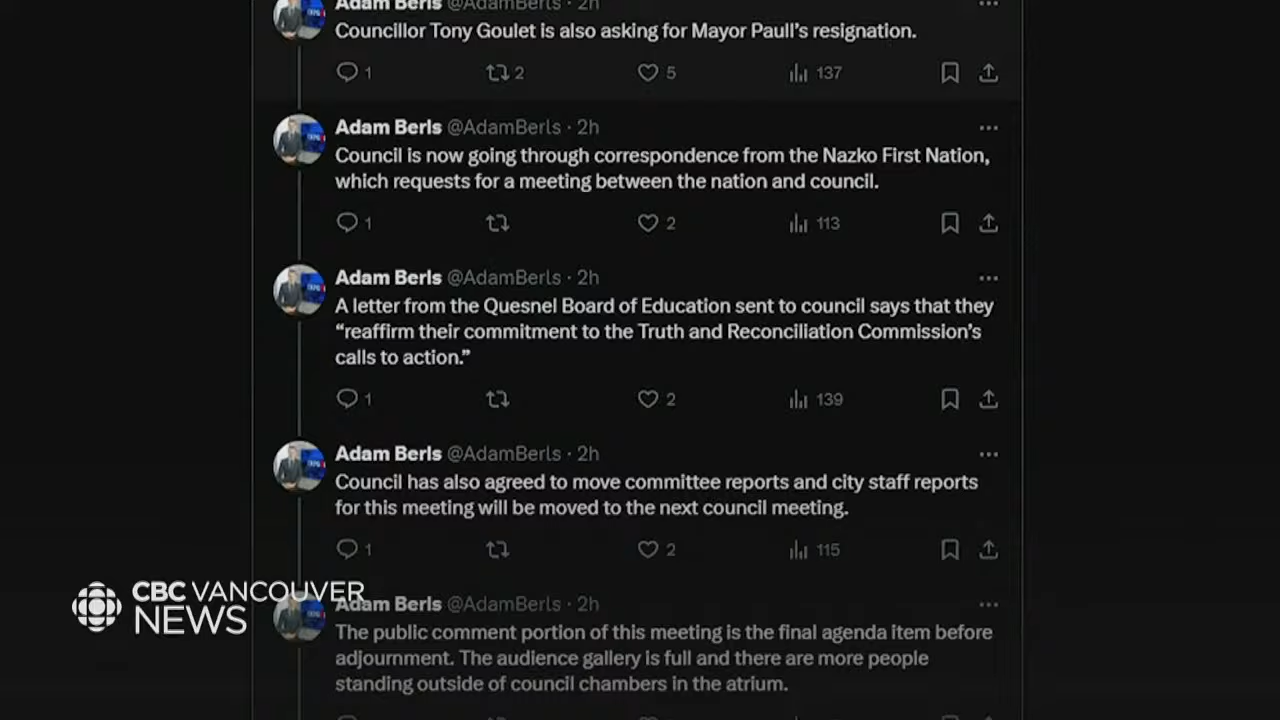 Adam Berls @AdamBerls · 2h
Councillor Tony Goulet is also asking for Mayor Paull's resignation.
1 2 5 137
Adam Berls @AdamBerls · 2h
Council is now going through correspondence from the Nazko First Nation,
which requests for a meeting between the nation and council.
1 2 113
Adam Berls @AdamBerls · 2h
A letter from the Quesnel Board of Education sent to council says that they
“reaffirm their commitment to the Truth and Reconciliation Commission’s
calls to action.”
1 2 139
Adam Berls @AdamBerls · 2h
Council has also agreed to move committee reports and city staff reports
for this meeting will be moved to the next council meeting.
1 2 115
CBC VANCOUVER
NEWS
Adam Berls @AdamBerls · 2h
The public comment portion of this meeting is the final agenda item before
adjournment. The audience gallery is full and there are more people
standing outside of council chambers in the atrium.